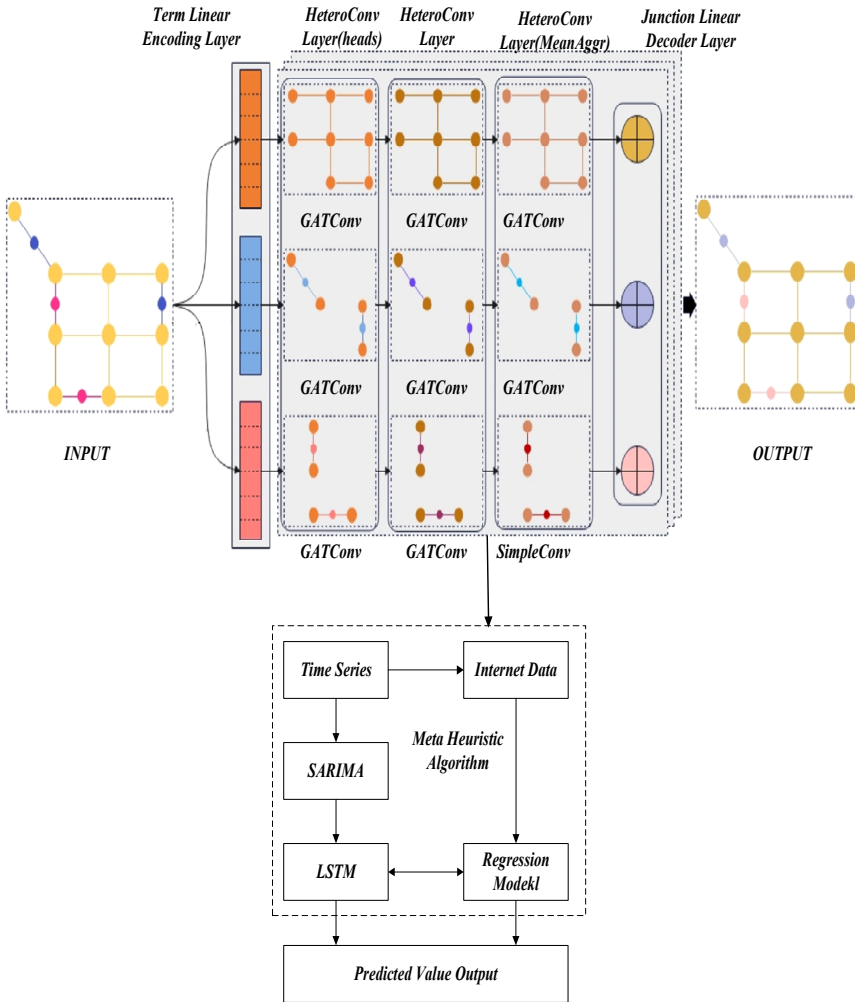 Term Linear
Encoding Layer
HeteroConv
Layer(heads)
HeteroConv
Layer
HeteroConv
Layer(MeanAggr)
Junction Linear
Decoder Layer
GATConv
GATConv
GATConv
GATConv
GATConv
GATConv
INPUT
OUTPUT
GATConv
GATConv
SimpleConv
Time Series
Internet Data
Meta Heuristic
Algorithm
SARIMA
LSTM
Regression
Modekl
Predicted Value Output